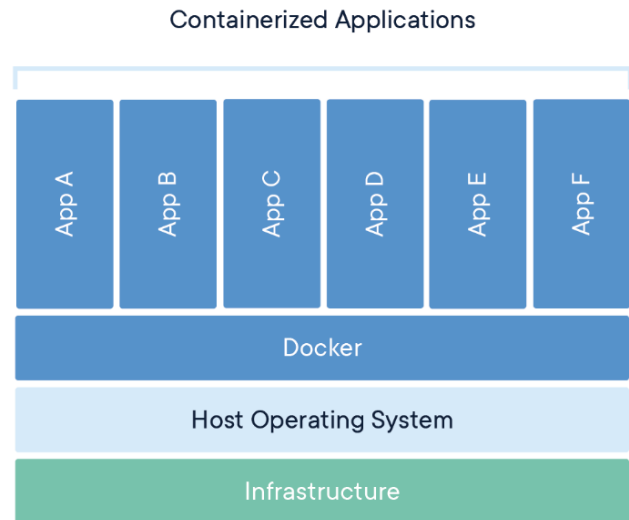 Containerized Applications
App A
App B
App C
App D
App E
App F
Docker
Host Operating System
Infrastructure